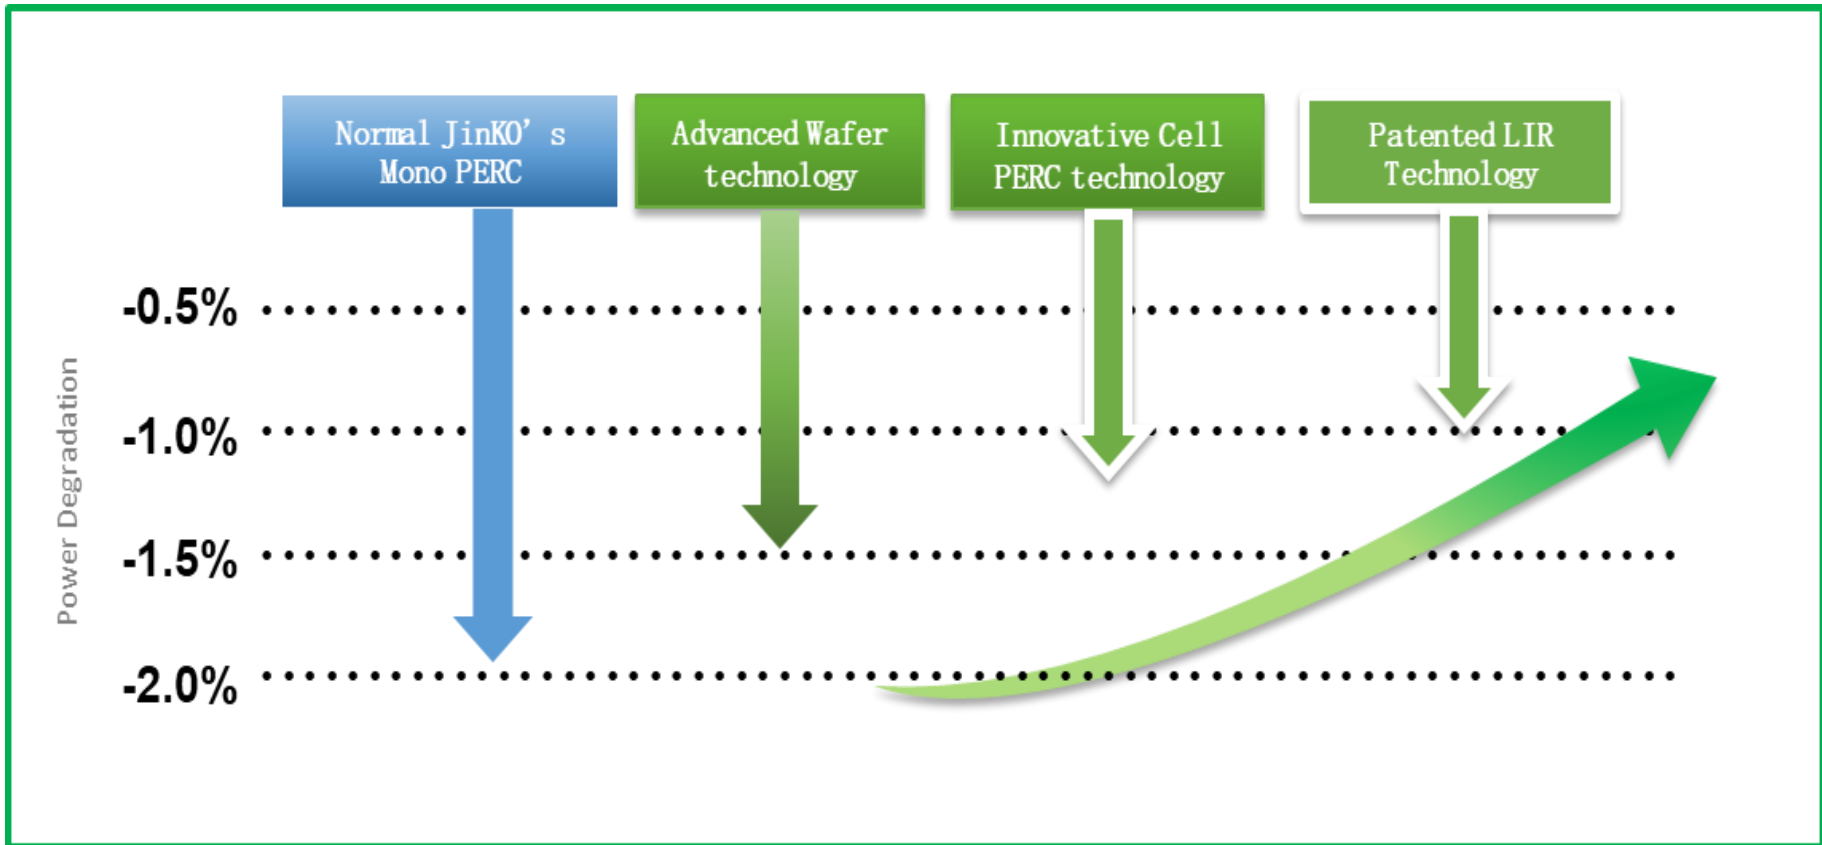 Normal JinKO’s
Mono PERC
Advanced Wafer
technology
Innovative Cell
PERC technology
Patented LIR
Technology
-0.5%
-1.0%
-1.5%
-2.0%
Power Degradation